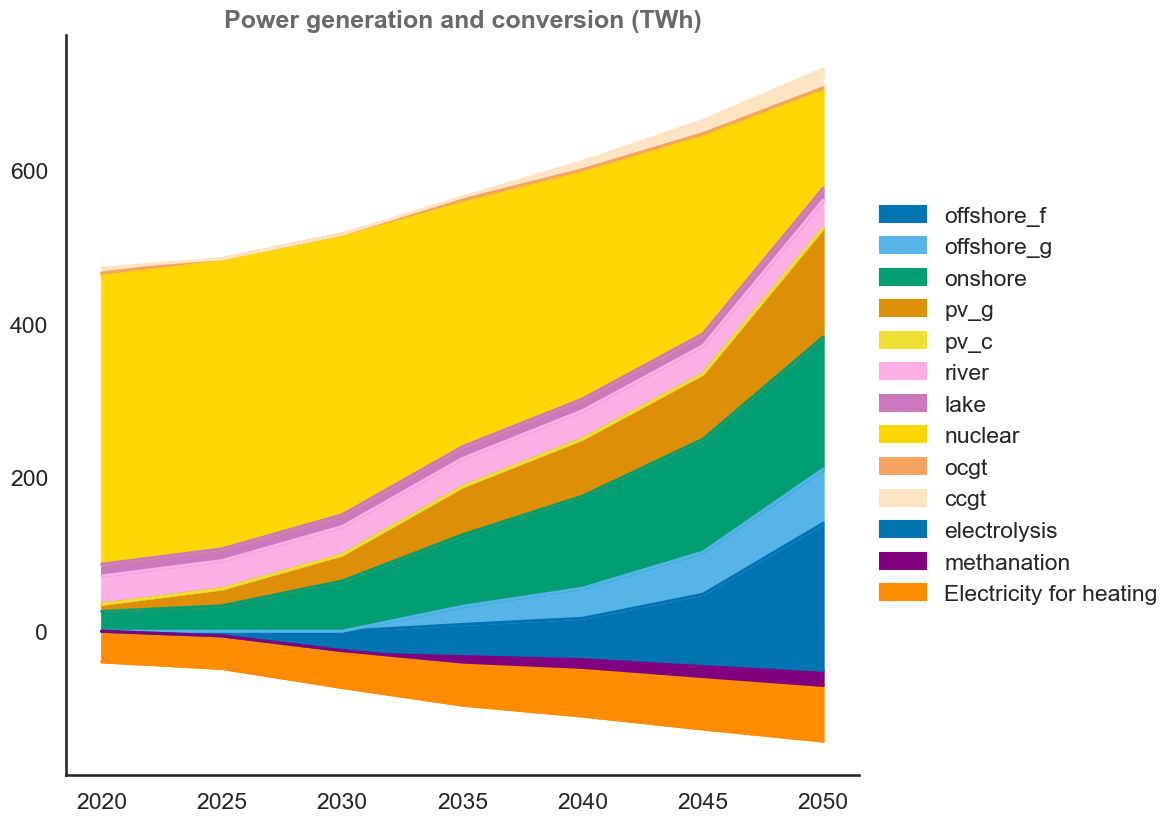 Power generation and conversion (TWh)
600
400
200
0
2020 2025 2030 2035 2040 2045 2050
offshore_f
offshore_g
onshore
pv_g
pv_c
river
lake
nuclear
ocgt
ccgt
electrolysis
methanation
Electricity for heating